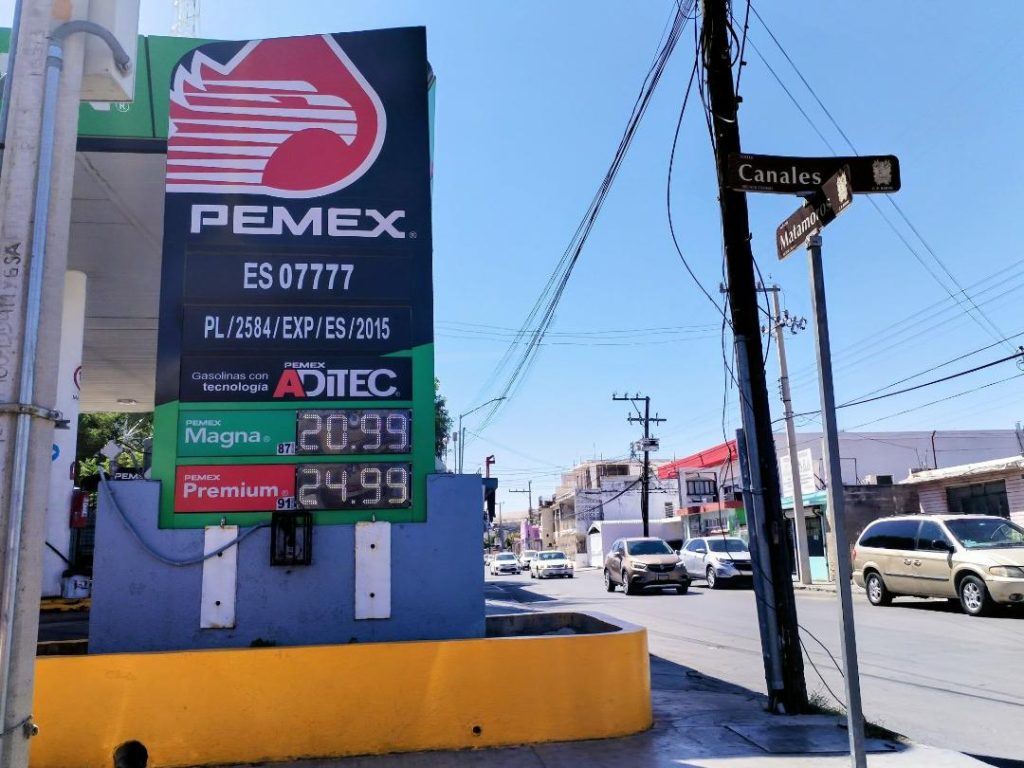 PEMEX®
ES 07777
PL/2584/EXP/ES/2015
Gasolinas con
tecnología
PEMEX
ADITEC®
PEMEX
Magna®
87
20.99
PEMEX
Premium®
91
24.99
PEMEX
Canales
Matamoros